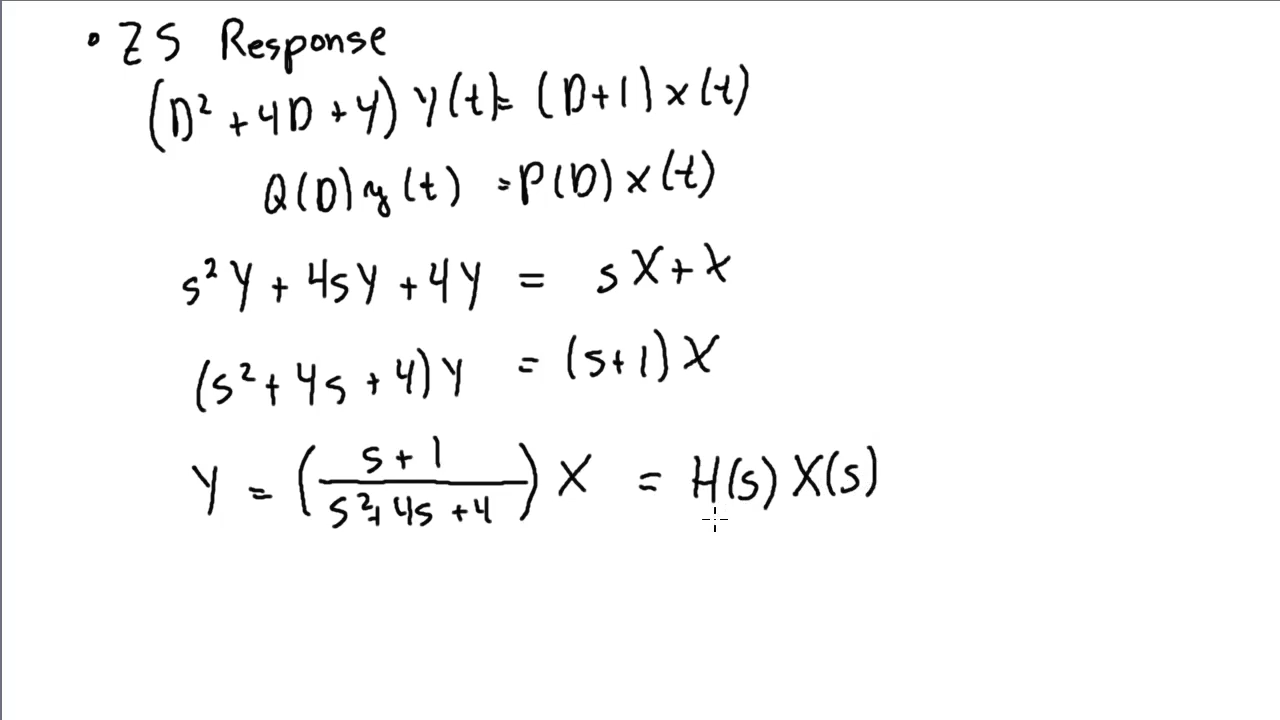 • ZS Response
(D² + 4D + 4) y(t) = (D+1) x(t)
Q(D) y(t) = P(D) x(t)
s²Y + 4sY + 4Y = sX + X
(s² + 4s + 4) Y = (s+1) X
Y = ( s+1 / s² + 4s + 4 ) X = H(s) X(s)